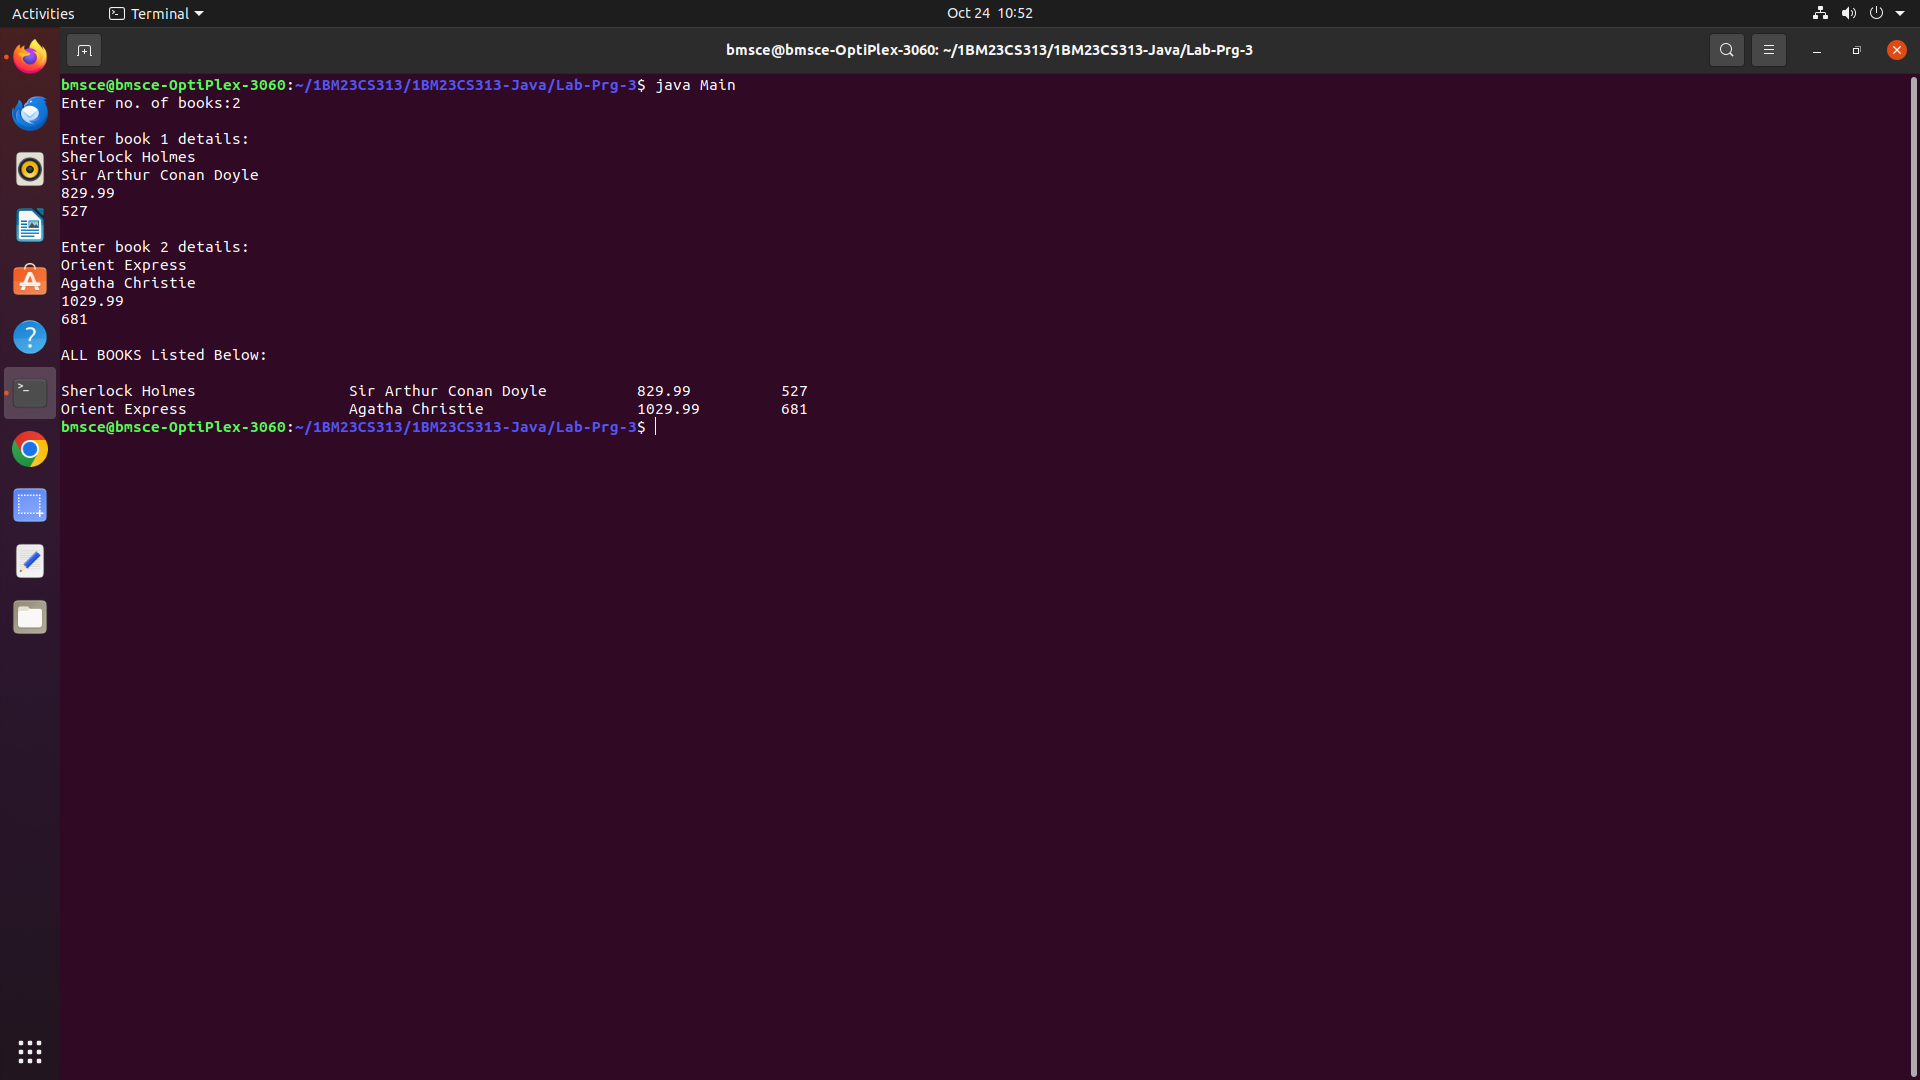 Activities Terminal Oct 24 10:52
bmsce@bmsce-OptiPlex-3060: ~/1BM23CS313/1BM23CS313-Java/Lab-Prg-3
bmsce@bmsce-OptiPlex-3060:~/1BM23CS313/1BM23CS313-Java/Lab-Prg-3$ java Main
Enter no. of books:2
Enter book 1 details:
Sherlock Holmes
Sir Arthur Conan Doyle
829.99
527
Enter book 2 details:
Orient Express
Agatha Christie
1029.99
681
ALL BOOKS Listed Below:
Sherlock Holmes Sir Arthur Conan Doyle 829.99 527
Orient Express Agatha Christie 1029.99 681
bmsce@bmsce-OptiPlex-3060:~/1BM23CS313/1BM23CS313-Java/Lab-Prg-3$